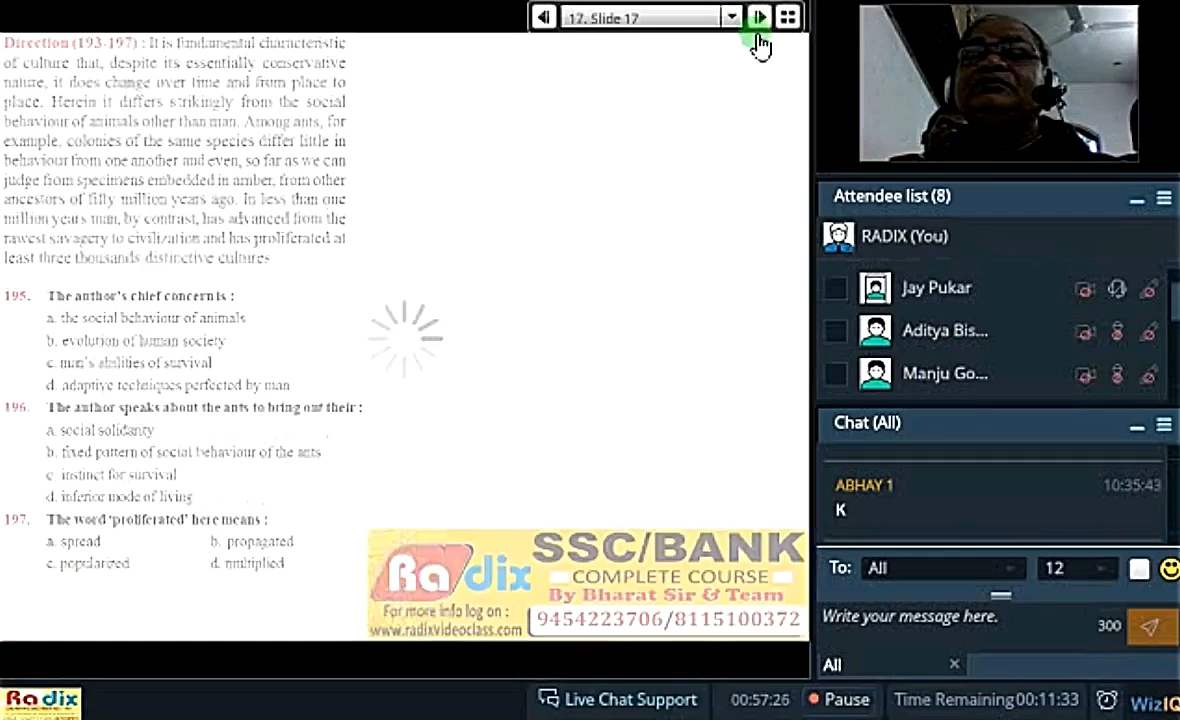 17. Slide 17
Direction (193-197) : It is fundamental characterstic
of culture that, despite its essentially conservative
nature, it does change over time and from place to
place. Herein it differs strikingly from the social
behaviour of animals other than man. Among ants, for
example, colonies of the same species differ little in
behaviour from one another and even, so far as we can
judge from specimens embedded in amber, from other
ancestors of fifty million years ago. In less than one
million years man, by contrast, has advanced from the
rawest savagery to civilization and has proliferated at
least three thousands distinctive cultures
195. The author's chief concern is :
a. the social behaviour of animals
b. evolution of human society
c. man's abilities of survival
d. adaptive techniques perfected by man
196. The author speaks about the ants to bring out their :
a. social solidarity
b. fixed pattern of social behaviour of the ants
c. instinct for survival
d. inferior mode of living
197. The word 'proliferated' here means :
a. spread b. propagated
c. popularized d. multiplied
Radix
For more info log on :
www.radixvideoclass.com
SSC/BANK
COMPLETE COURSE
By Bharat Sir & Team
9454223706/8115100372
Attendee list (8)
RADIX (You)
Jay Pukar
Aditya Bis...
Manju Go...
Chat (All)
ABHAY 1 10:35:43
K
To: All 12
Write your message here. 300
All
Radix
Live Chat Support 00:57:26 Pause Time Remaining 00:11:33 WizIQ